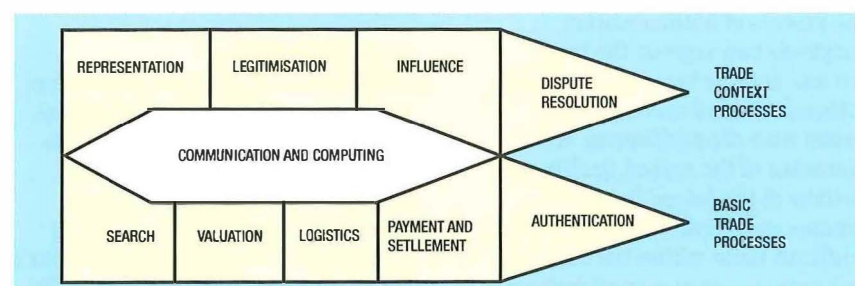 REPRESENTATION
LEGITIMISATION
INFLUENCE
DISPUTE
RESOLUTION
TRADE
CONTEXT
PROCESSES
COMMUNICATION AND COMPUTING
SEARCH
VALUATION
LOGISTICS
PAYMENT AND
SETLLEMENT
AUTHENTICATION
BASIC
TRADE
PROCESSES